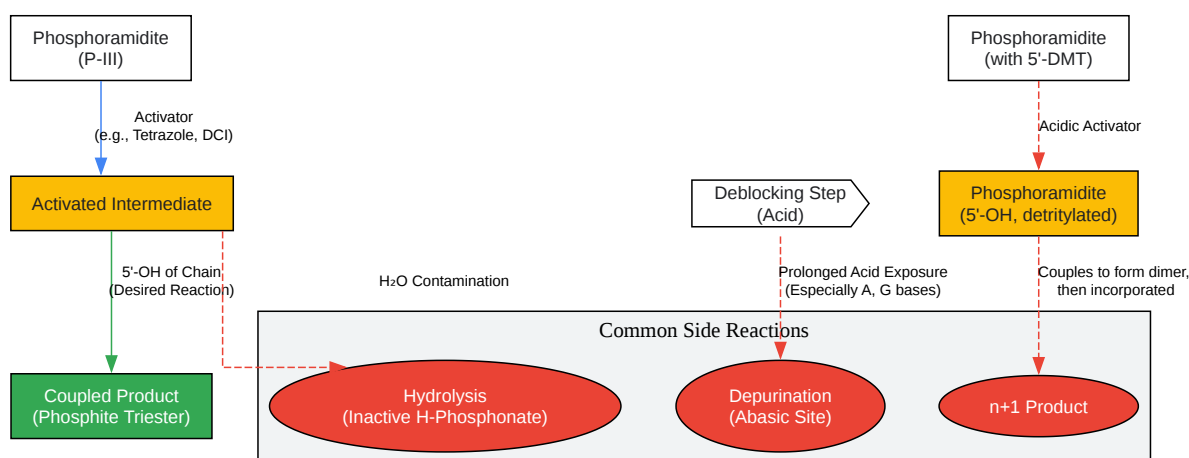 Phosphoramidite
(P-III)
Phosphoramidite
(with 5'-DMT)
Activator
(e.g., Tetrazole, DCI)
Acidic Activator
Activated Intermediate
Deblocking Step
(Acid)
Phosphoramidite
(5'-OH, detritylated)
5'-OH of Chain
(Desired Reaction)
H₂O Contamination
Prolonged Acid Exposure
(Especially A, G bases)
Couples to form dimer,
then incorporated
Common Side Reactions
Coupled Product
(Phosphite Triester)
Hydrolysis
(Inactive H-Phosphonate)
Depurination
(Abasic Site)
n+1 Product